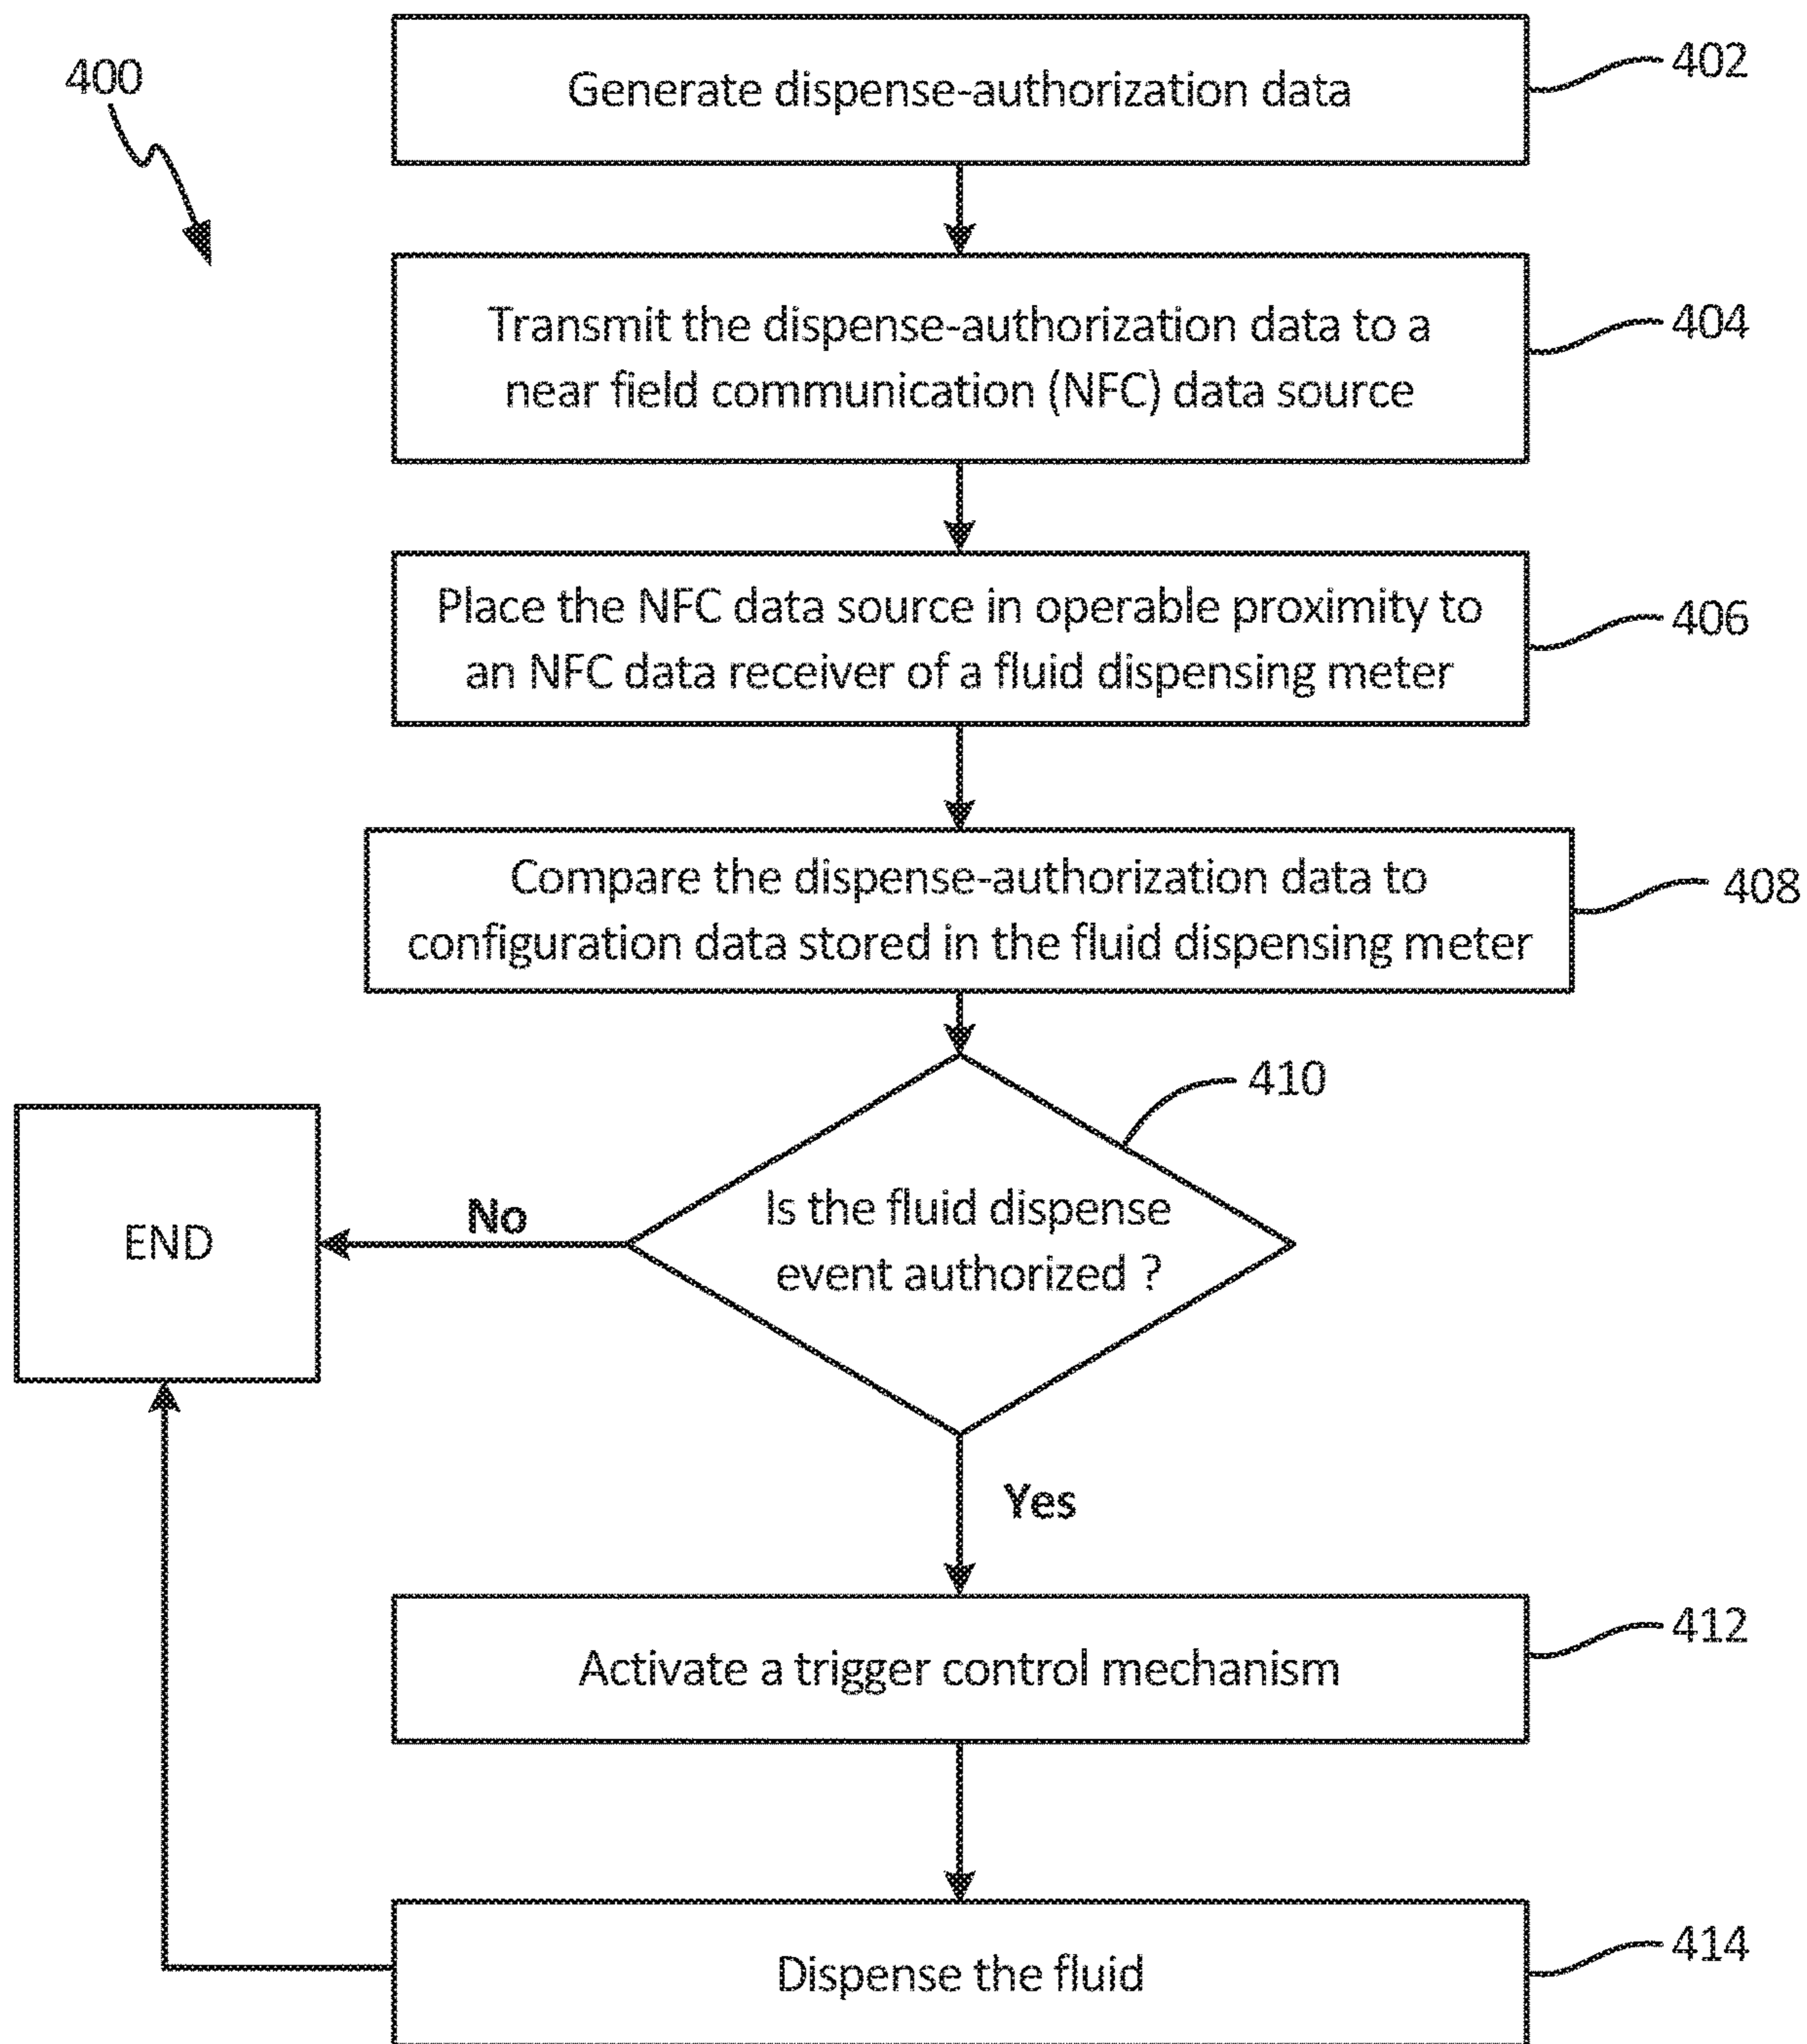 400
Generate dispense-authorization data
402
Transmit the dispense-authorization data to a
near field communication (NFC) data source
404
Place the NFC data source in operable proximity to
an NFC data receiver of a fluid dispensing meter
406
Compare the dispense-authorization data to
configuration data stored in the fluid dispensing meter
408
410
Is the fluid dispense
event authorized ?
No
END
Yes
Activate a trigger control mechanism
412
Dispense the fluid
414